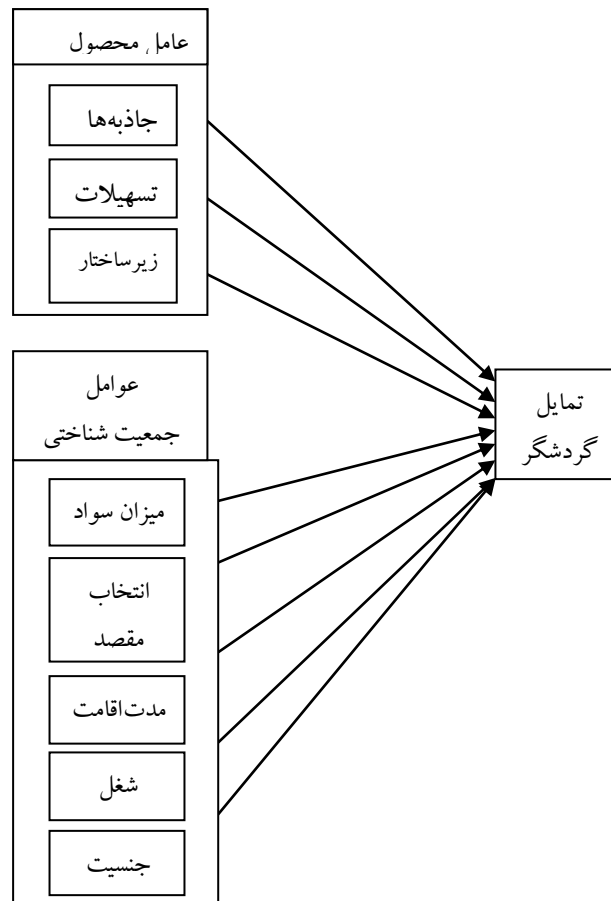 عامل محصول
جاذبه‌ها
تسهیلات
زیرساختار
عوامل
جمعیت شناختی
میزان سواد
انتخاب
مقصد
مدت‌اقامت
شغل
جنسیت
تمایل
گردشگر